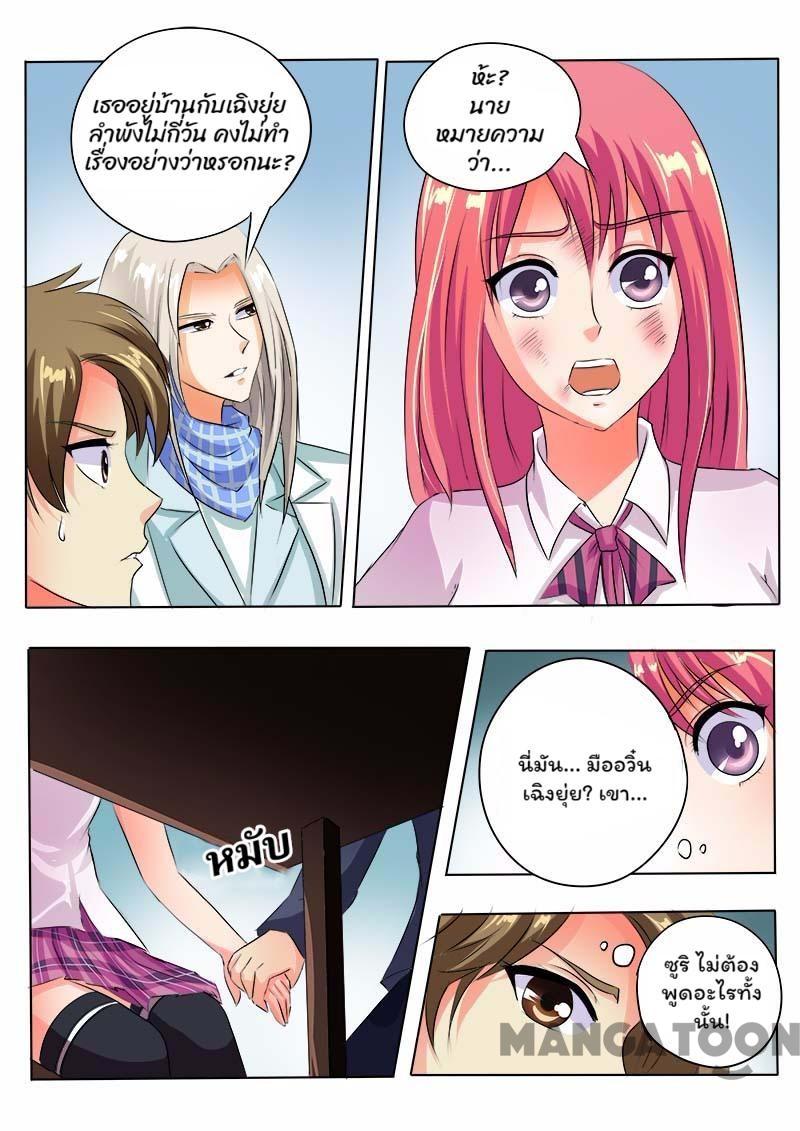 เธออยู่บ้านกับเฉิงยุ่ย
ลำพังไม่กี่วัน คงไม่ทำ
เรื่องอย่างว่าหรอกนะ?
ห้ะ?
นาย
หมายความ
ว่า...
หมับ
นี่มัน... มืออวิ๋น
เฉิงยุ่ย? เขา...
ซูริ ไม่ต้อง
พูดอะไรทั้ง
นั้น!
MANGATOON